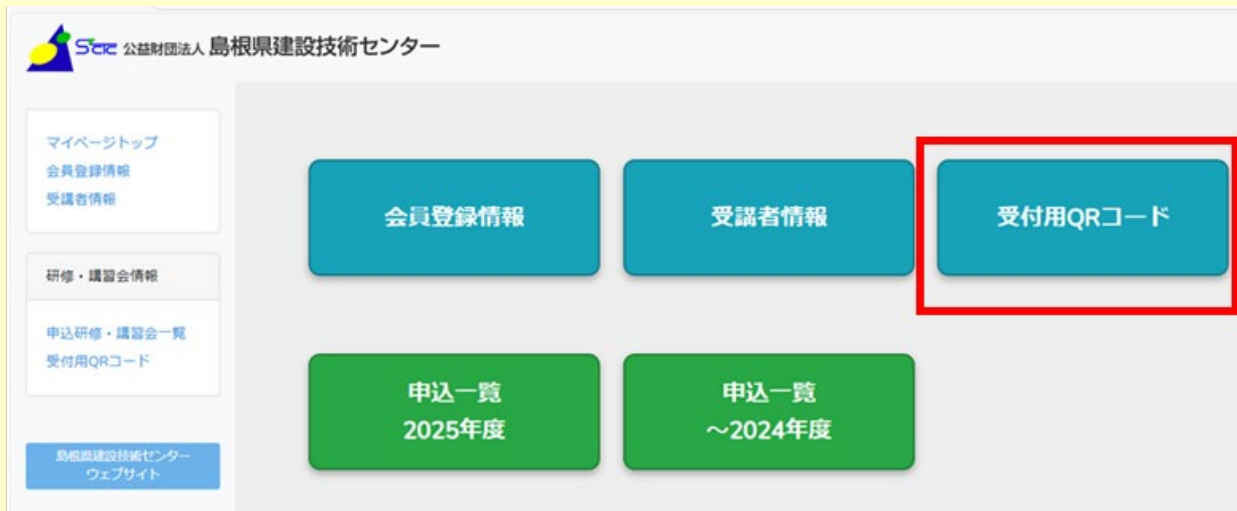 公益財団法人 島根県建設技術センター
マイページトップ
会員登録情報
受講者情報
研修・講習会情報
申込研修・講習会一覧
受付用QRコード
島根県建設技術センター
ウェブサイト
会員登録情報
受講者情報
受付用QRコード
申込一覧
2025年度
申込一覧
~2024年度